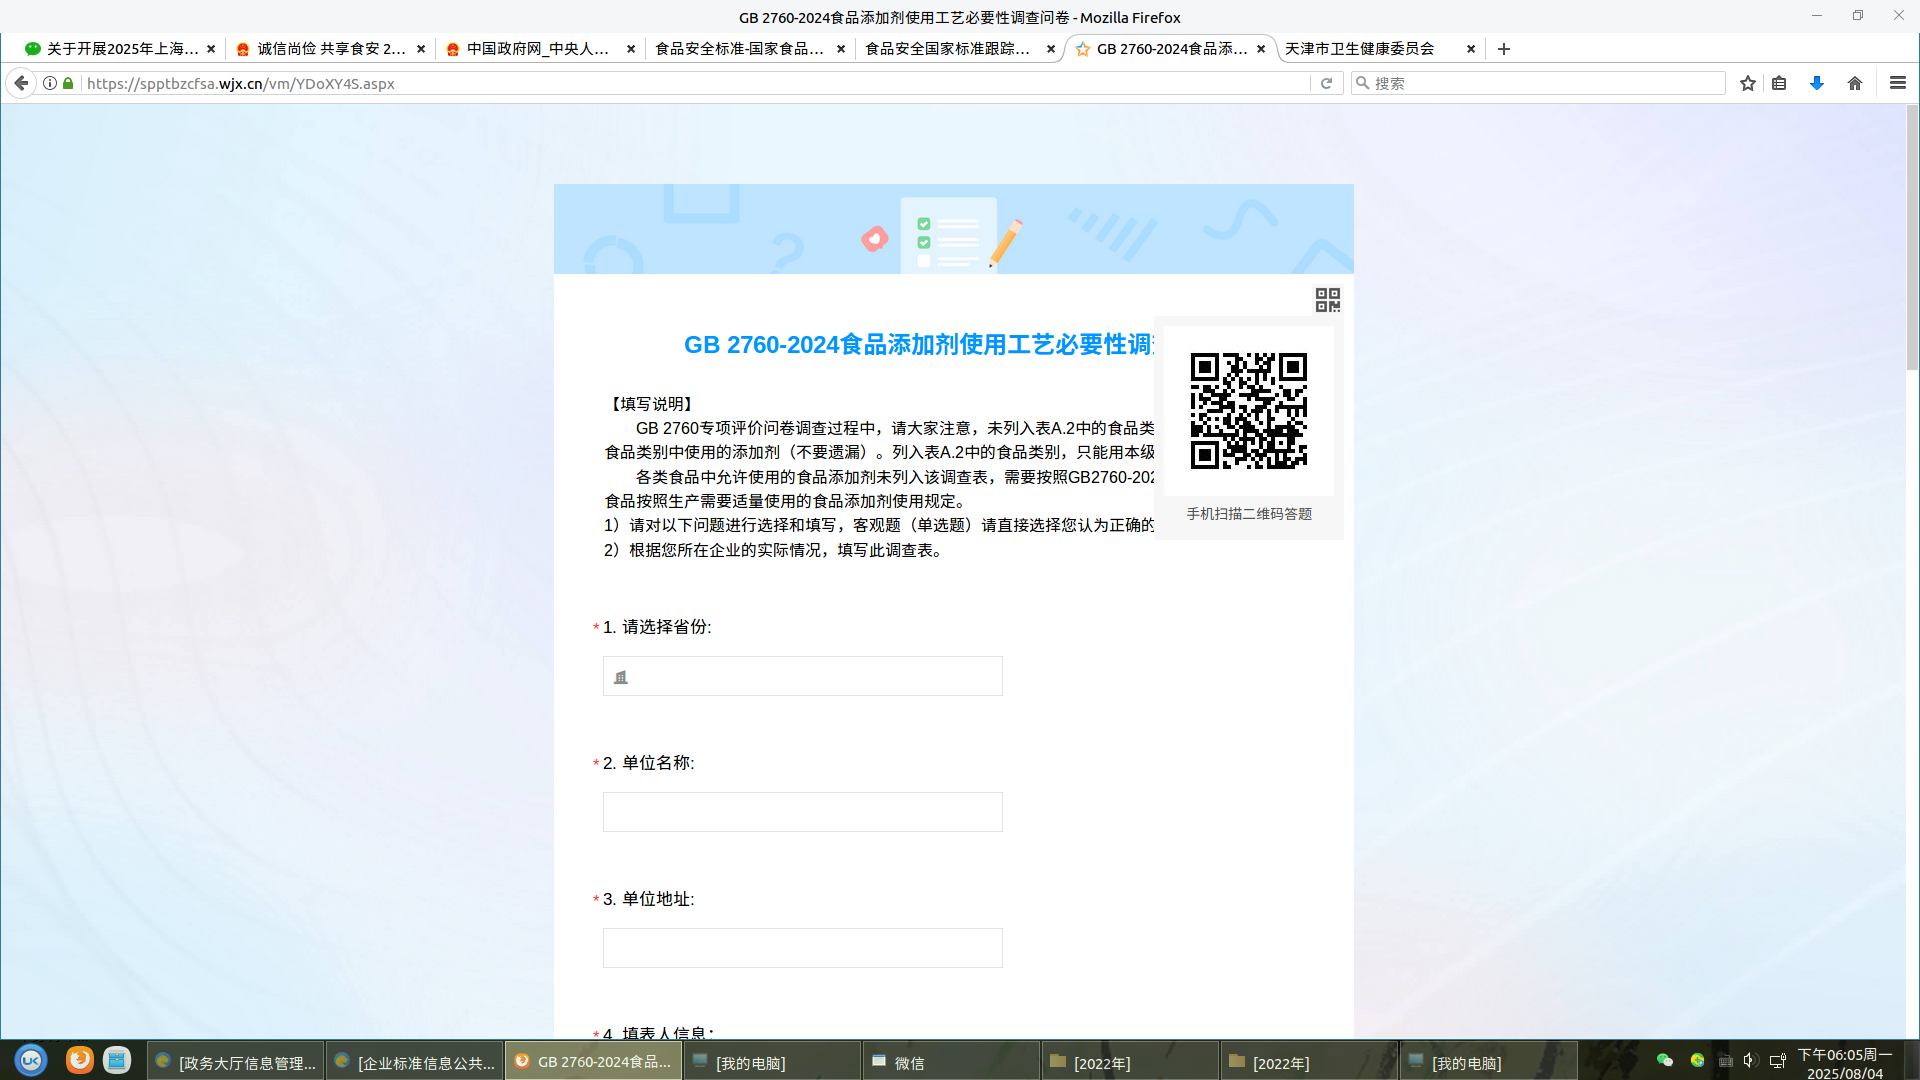 GB 2760-2024食品添加剂使用工艺必要性调查问卷 - Mozilla Firefox
关于开展2025年上海...
诚信尚俭 共享食安 2...
中国政府网_中央人...
食品安全标准-国家食品...
食品安全国家标准跟踪...
GB 2760-2024食品添...
天津市卫生健康委员会
https://spptbzcfsa.wjx.cn/vm/YDoXY4S.aspx
搜索
GB 2760-2024食品添加剂使用工艺必要性调
【填写说明】
GB 2760专项评价问卷调查过程中，请大家注意，未列入表A.2中的食品类
食品类别中使用的添加剂（不要遗漏）。列入表A.2中的食品类别，只能用本级
各类食品中允许使用的食品添加剂未列入该调查表，需要按照GB2760-202
食品按照生产需要适量使用的食品添加剂使用规定。
1）请对以下问题进行选择和填写，客观题（单选题）请直接选择您认为正确的
2）根据您所在企业的实际情况，填写此调查表。
手机扫描二维码答题
* 1. 请选择省份:
* 2. 单位名称:
* 3. 单位地址:
* 4. 填表人信息：
[政务大厅信息管理...
[企业标准信息公共...
GB 2760-2024食品...
[我的电脑]
微信
[2022年]
[2022年]
[我的电脑]
下午06:05周一
2025/08/04